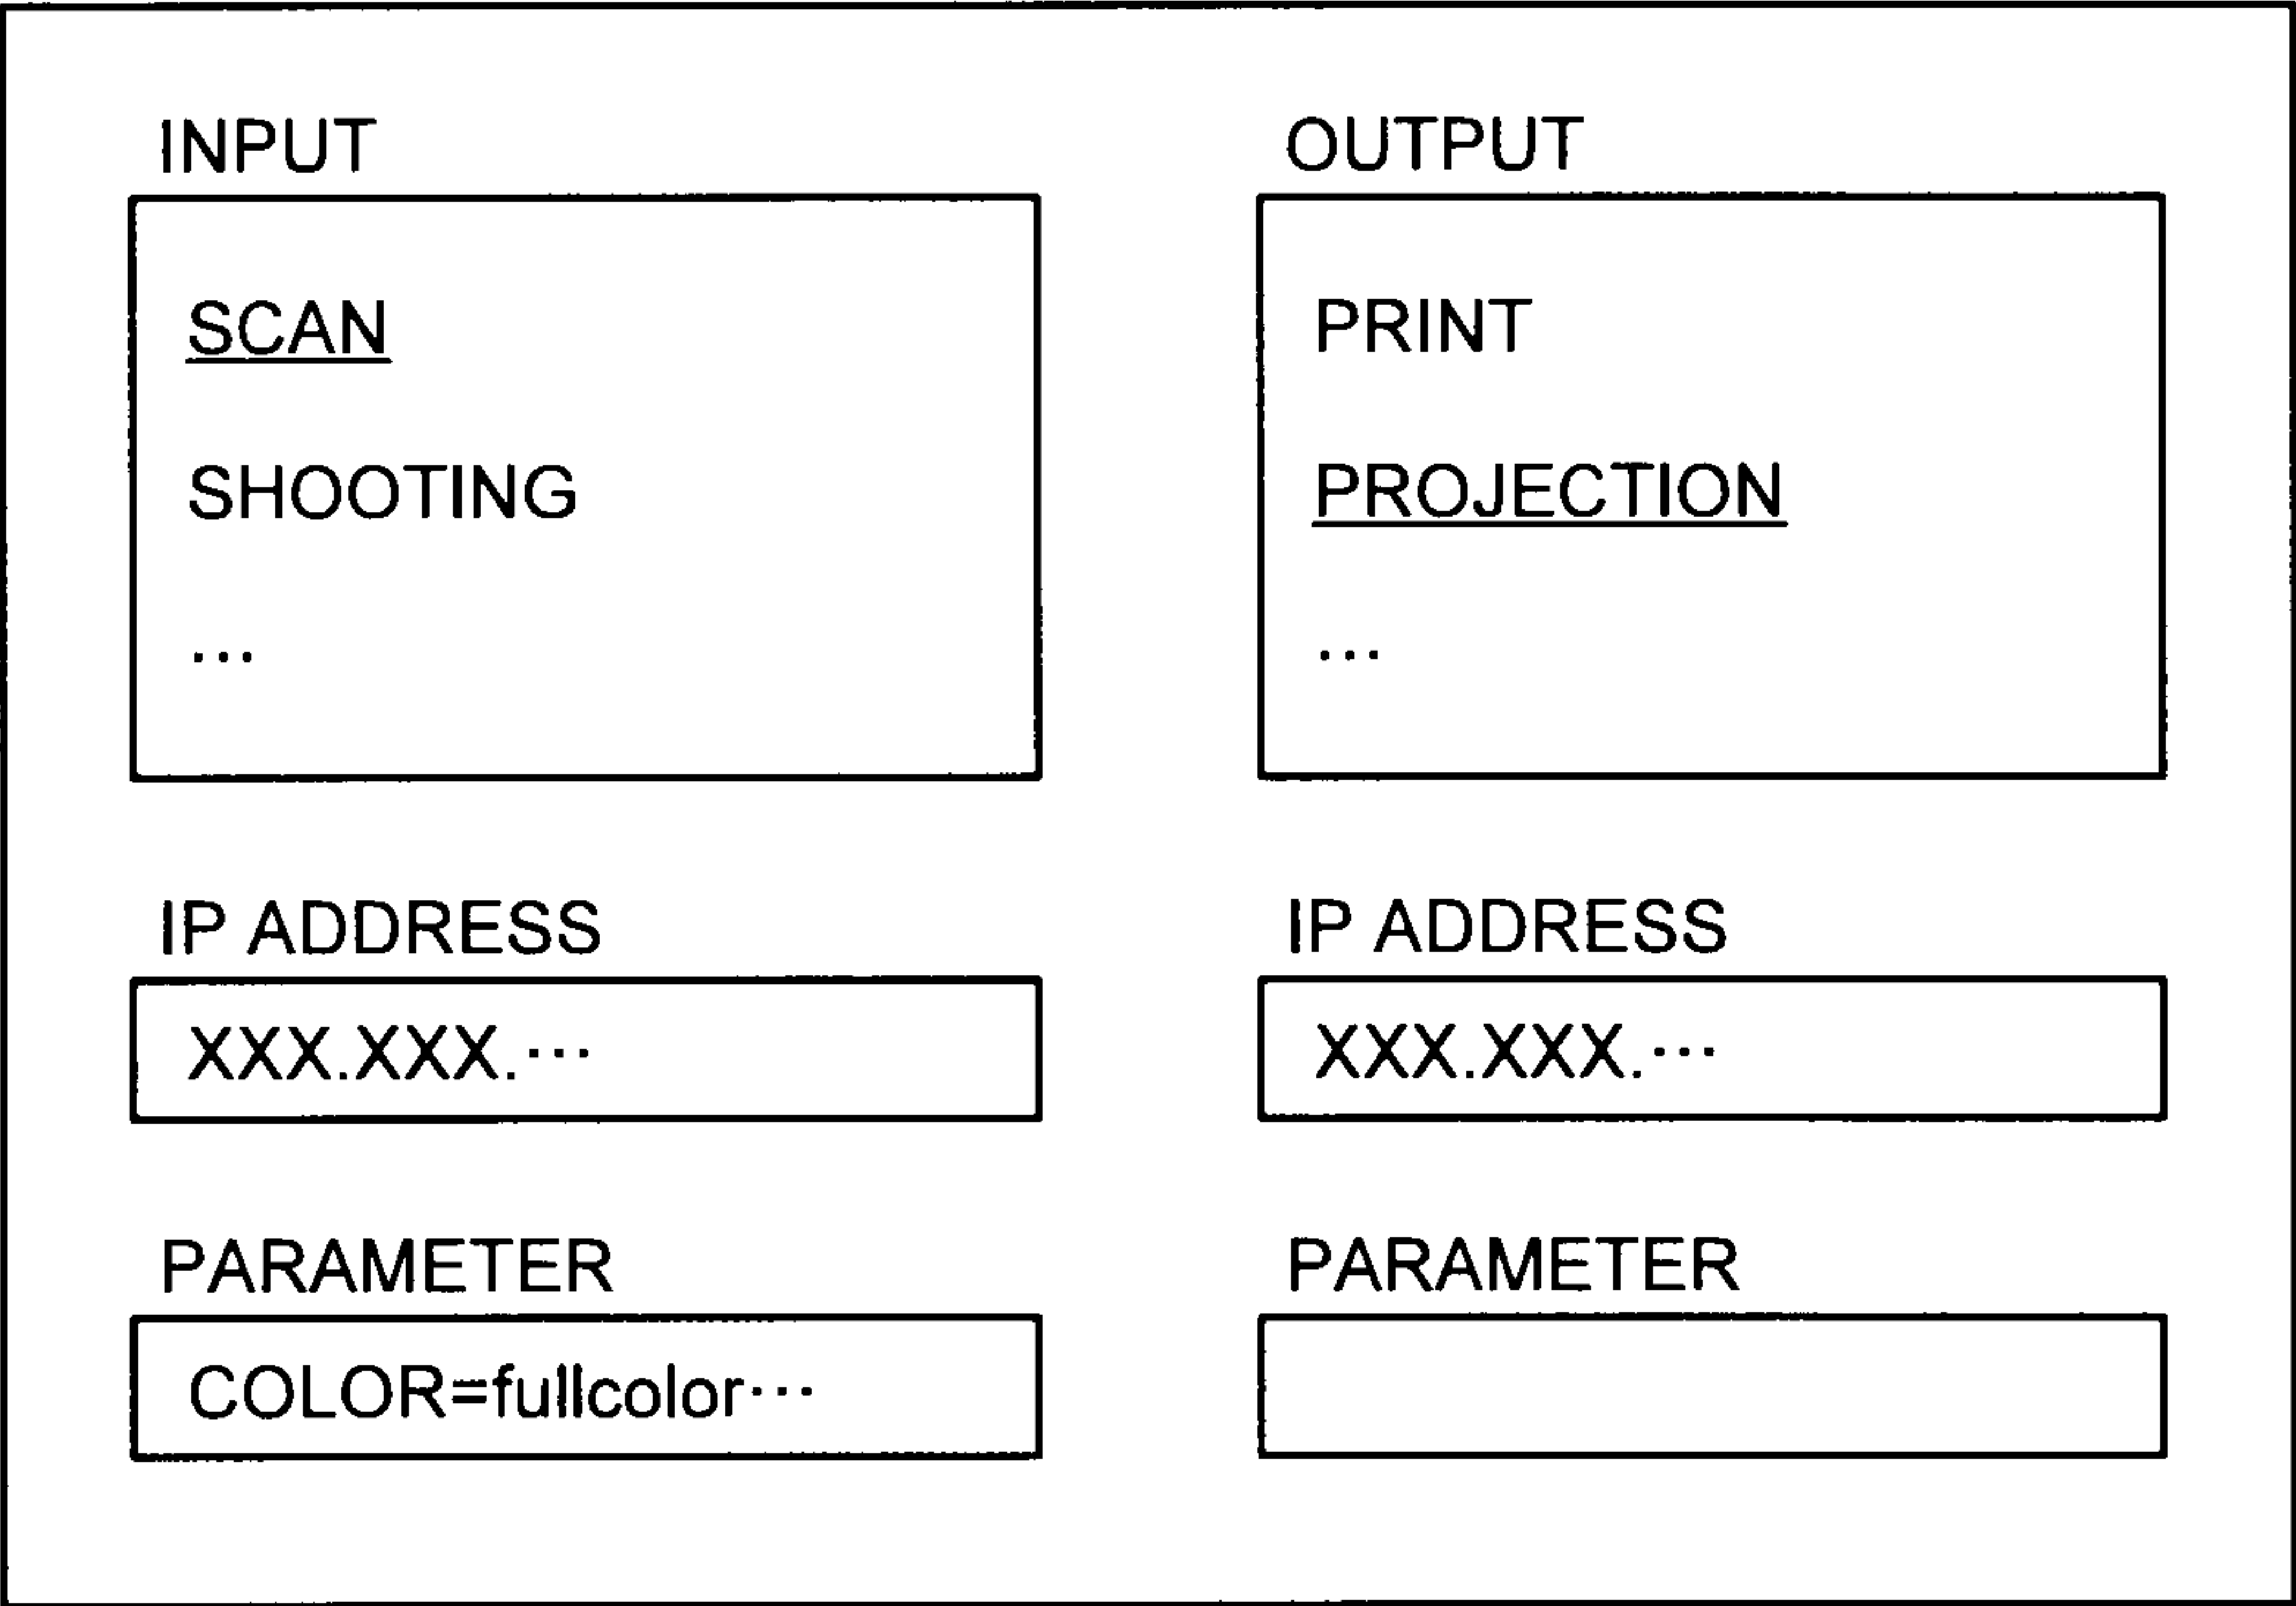 INPUT
SCAN
SHOOTING
...
IP ADDRESS
XXX.XXX.···
PARAMETER
COLOR=fullcolor···
OUTPUT
PRINT
PROJECTION
...
IP ADDRESS
XXX.XXX.···
PARAMETER